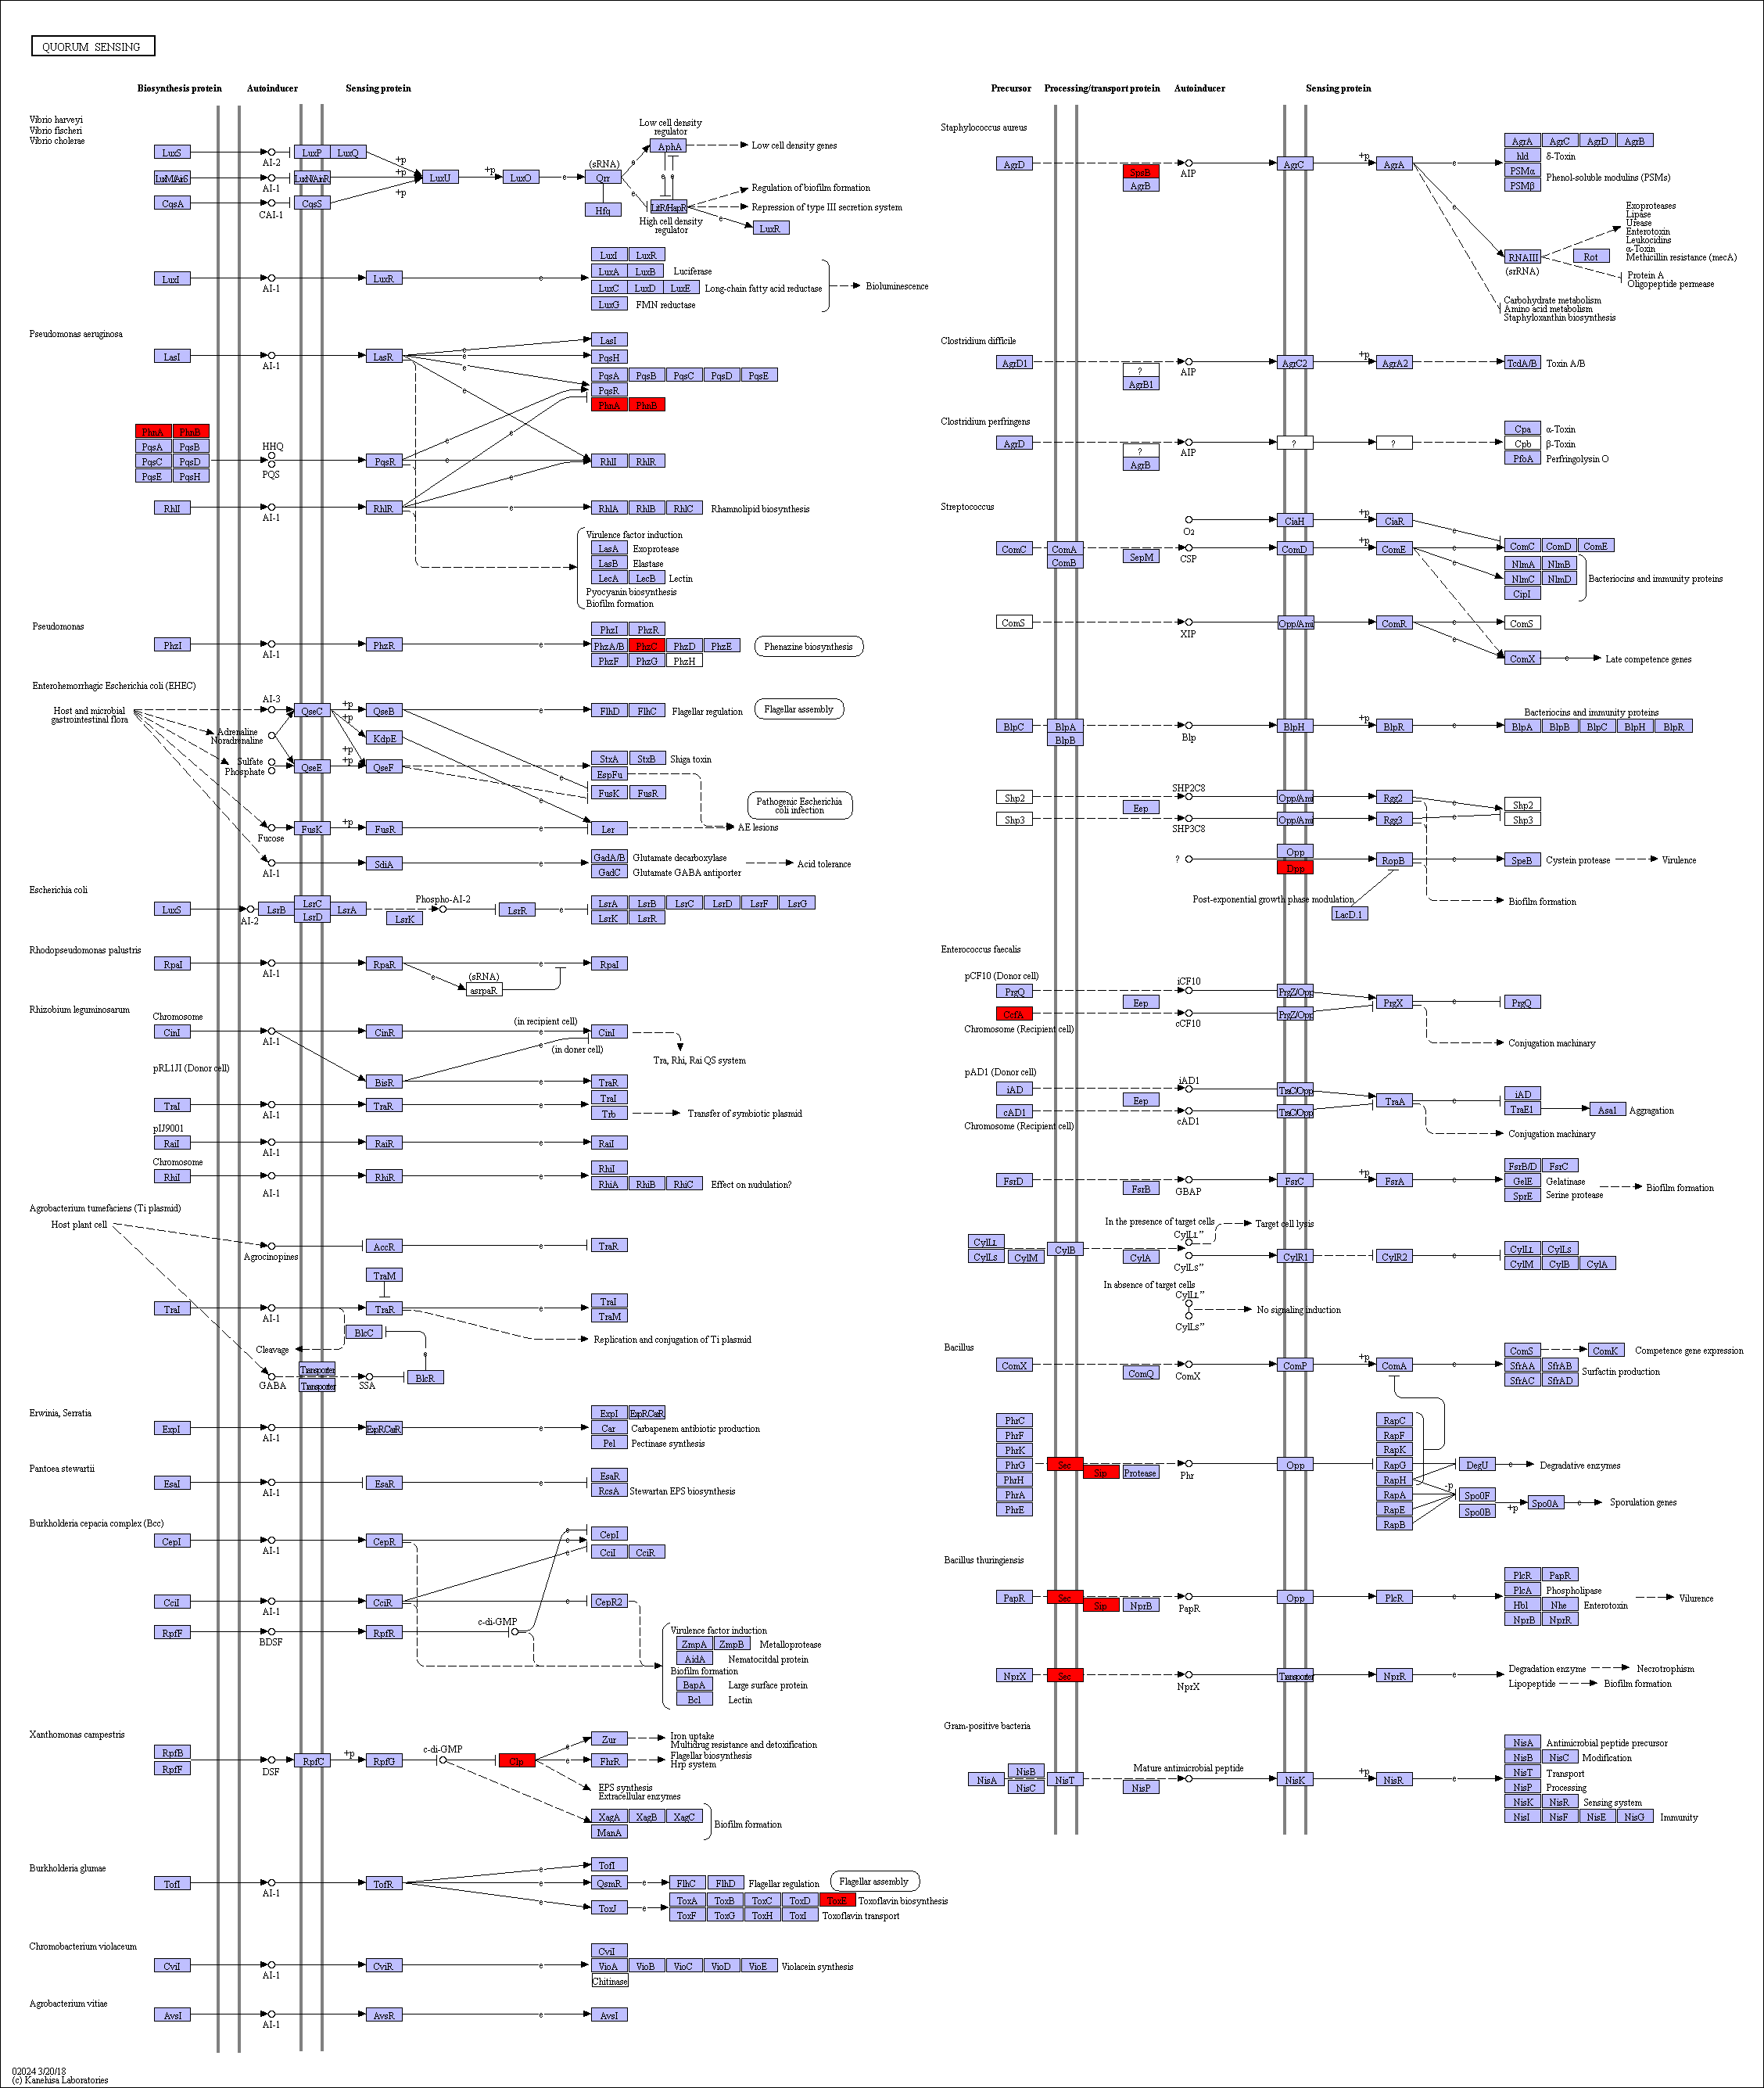 QUORUM SENSING
Biosynthesis protein Autoinducer Sensing protein
Vibrio harveyi
Vibrio fischeri
Vibrio cholerae
LuxS AI-2 LuxP LuxQ +p
LuxM/AinS AI-1 LuxN/AinR +p LuxU +p LuxO e (sRNA) Qrr Hfq
CqsA CAI-1 CqsS +p
Low cell density
regulator
AphA Low cell density genes
e e e e
Regulation of biofilm formation
LitR/HapR Repression of type III secretion system
High cell density
regulator
e LuxR
LuxI AI-1 LuxR e
LuxI LuxR
LuxA LuxB Luciferase
LuxC LuxD LuxE Long-chain fatty acid reductase
LuxG FMN reductase
Bioluminescence
Pseudomonas aeruginosa
LasI AI-1 LasR e e e e
LasI
PqsH
PqsA PqsB PqsC PqsD PqsE
PqsR
PhnA PhnB
PhnA PhnB
PqsA PqsB
PqsC PqsD
PqsE PqsH
HHQ
PQS
PqsR e e e e
RhlI RhlR
RhlI AI-1 RhlR e RhlA RhlB RhlC Rhamnolipid biosynthesis
Virulence factor induction
LasA Exoprotease
LasB Elastase
LecA LecB Lectin
Pyocyanin biosynthesis
Biofilm formation
Pseudomonas
PhzI AI-1 PhzR e
PhzI PhzR
PhzA/B PhzC PhzD PhzE
PhzF PhzG PhzH
Phenazine biosynthesis
Enterohemorrhagic Escherichia coli (EHEC)
Host and microbial
gastrointestinal flora
AI-3 QseC +p QseB e FlhD FlhC Flagellar regulation
Flagellar assembly
Adrenaline
Noradrenaline
+p KdpE
Sulfate
Phosphate
QseE +p +p QseF
StxA StxB Shiga toxin
EspFu
e FusK FusR
Pathogenic Escherichia
coli infection
e
Fucose FusK +p FusR e Ler AE lesions
AI-1 SdiA e
GadA/B Glutamate decarboxylase
GadC Glutamate GABA antiporter
Acid tolerance
Escherichia coli
LuxS AI-2 LsrB LsrC LsrD LsrA LsrK Phospho-AI-2 LsrR e
LsrA LsrB LsrC LsrD LsrF LsrG
LsrK LsrR
Rhodopseudomonas palustris
RpaI AI-1 RpaR e RpaI
e (sRNA)
asrpaR
Rhizobium leguminosarum
Chromosome
CinI AI-1 CinR e (in recipient cell) CinI
e (in doner cell)
Tra, Rhi, Rai QS system
pRL1JI (Donor cell)
BisR e TraR
TraI AI-1 TraR e
TraI
Trb Transfer of symbiotic plasmid
pIJ9001
RaiI AI-1 RaiR e RaiI
Chromosome
RhiI AI-1 RhiR e
RhiI
RhiA RhiB RhiC Effect on nudulation?
Agrobacterium tumefaciens (Ti plasmid)
Host plant cell
Agrocinopines AccR e TraR
TraM
TraI AI-1 TraR e
TraI
TraM
BlcC
Replication and conjugation of Ti plasmid
Cleavage
e
GABA Transporter
Transporter
SSA BlcR
Erwinia, Serratia
ExpI AI-1 ExpR/CarR e
ExpI ExpR/CarR
Car Carbapenem antibiotic production
Pel Pectinase synthesis
Pantoea stewartii
EsaI AI-1 EsaR e
EsaR
RcsA Stewartan EPS biosynthesis
Burkholderia cepacia complex (Bcc)
CepI AI-1 CepR e e e
CepI
CciI CciR
CciI AI-1 CciR e CepR2
RpfF BDSF RpfR c-di-GMP
Virulence factor induction
ZmpA ZmpB Metalloprotease
AidA Nematocitdal protein
Biofilm formation
BapA Large surface protein
Bcl Lectin
Xanthomonas campestris
RpfB
RpfF
DSF RpfC +p RpfG c-di-GMP Clp e e
Zur Iron uptake
Multidrug resistance and detoxification
FhrR Flagellar biosynthesis
Hrp system
EPS synthesis
Extracellular enzymes
XagA XagB XagC
ManA
Biofilm formation
Burkholderia glumae
TofI AI-1 TofR e e e
TofI
QsmR e FlhC FlhD Flagellar regulation
Flagellar assembly
TofJ e ToxA ToxB ToxC ToxD ToxE Toxoflavin biosynthesis
ToxF ToxG ToxH ToxI Toxoflavin transport
Chromobacterium violaceum
CviI AI-1 CviR e
CviI
VioA VioB VioC VioD VioE Violacein synthesis
Chitinase
Agrobacterium vitiae
AvsI AI-1 AvsR e AvsI
02024 3/20/18
(c) Kanehisa Laboratories
Precursor Processing/transport protein Autoinducer Sensing protein
Staphylococcus aureus
AgrD SpsB AgrB AIP AgrC +p AgrA e
AgrA AgrC AgrD AgrB
hld δ-Toxin
PSMα
PSMβ
Phenol-soluble modulins (PSMs)
e
RNAIII
(srRNA)
Rot
Exoproteases
Lipase
Urease
Enterotoxin
Leukocidins
α-Toxin
Methicillin resistance (mecA)
Protein A
Oligopeptide permease
Carbohydrate metabolism
Amino acid metabolism
Staphyloxanthin biosynthesis
Clostridium difficile
AgrD1 ? AgrB1 AIP AgrC2 +p AgrA2 TcdA/B Toxin A/B
Clostridium perfringens
AgrD ? AgrB AIP ? ?
Cpa α-Toxin
Cpb β-Toxin
PfoA Perfringolysin O
Streptococcus
O2 CiaH +p CiaR e
ComC ComA ComB SepM CSP ComD +p ComE e e
ComC ComD ComE
NlmA NlmB
NlmC NlmD
CipI
Bacteriocins and immunity proteins
ComS XIP Opp/Ami ComR e e ComS
ComX e Late competence genes
Bacteriocins and immunity proteins
BlpC BlpA BlpB Blp BlpH +p BlpR e BlpA BlpB BlpC BlpH BlpR
Shp2 Eep SHP2C8 Opp/Ami Rgg2 e Shp2
Shp3 SHP3C8 Opp/Ami Rgg3 e Shp3
? Opp Dpp RopB e SpeB Cystein protease Virulence
Post-exponential growth phase modulation
LacD.1
Biofilm formation
Enterococcus faecalis
pCF10 (Donor cell)
PrgQ Eep iCF10 PrgZ/Opp PrgX e PrgQ
CcfA cCF10 PrgZ/Opp
Chromosome (Recipient cell)
Conjugation machinery
pAD1 (Donor cell)
iAD Eep iAD1 TraC/Opp TraA e iAD
cAD1 cAD1 TraC/Opp TraE1 Asa1 Aggragation
Chromosome (Recipient cell)
Conjugation machinery
FsrD FsrB GBAP FsrC +p FsrA e
FsrB/D FsrC
GelE Gelatinase
SprE Serine protease
Biofilm formation
In the presence of target cells Target cell lysis
CylLL CylLS CylM CylB CylA CylLL" CylLs" CylR1 CylR2 e
CylLL CylLs
CylM CylB CylA
In absence of target cells
CylLL"
No signaling induction
CylLs"
Bacillus
ComX ComQ ComX ComP +p ComA e
ComS ComK Competence gene expression
SfrAA SfrAB
SfrAC SfrAD
Surfactin production
PhrC
PhrF
PhrK
PhrG
PhrH
PhrA
PhrE
Sec Sip Protease Phr Opp
RapC
RapF
RapK
RapG
RapH
RapA
RapE
RapB
DegU e Degradative enzymes
-p
Spo0F
Spo0B
+p Spo0A e Sporulation genes
Bacillus thuringiensis
PapR Sec Sip NprB PapR Opp PlcR e
PlcR PapR
PlcA Phospholipase
Hbl Nhe Enterotoxin
NprB NprR
Vilurence
NprX Sec NprX Transporter NprR e
Degradation enzyme Necrotrophism
Lipopeptide Biofilm formation
Gram-positive bacteria
NisA NisB NisC NisT NisP Mature antimicrobial peptide NisK +p NisR e
NisA Antimicrobial peptide precursor
NisB NisC Modification
NisT Transport
NisP Processing
NisK NisR Sensing system
NisI NisF NisE NisG Immunity